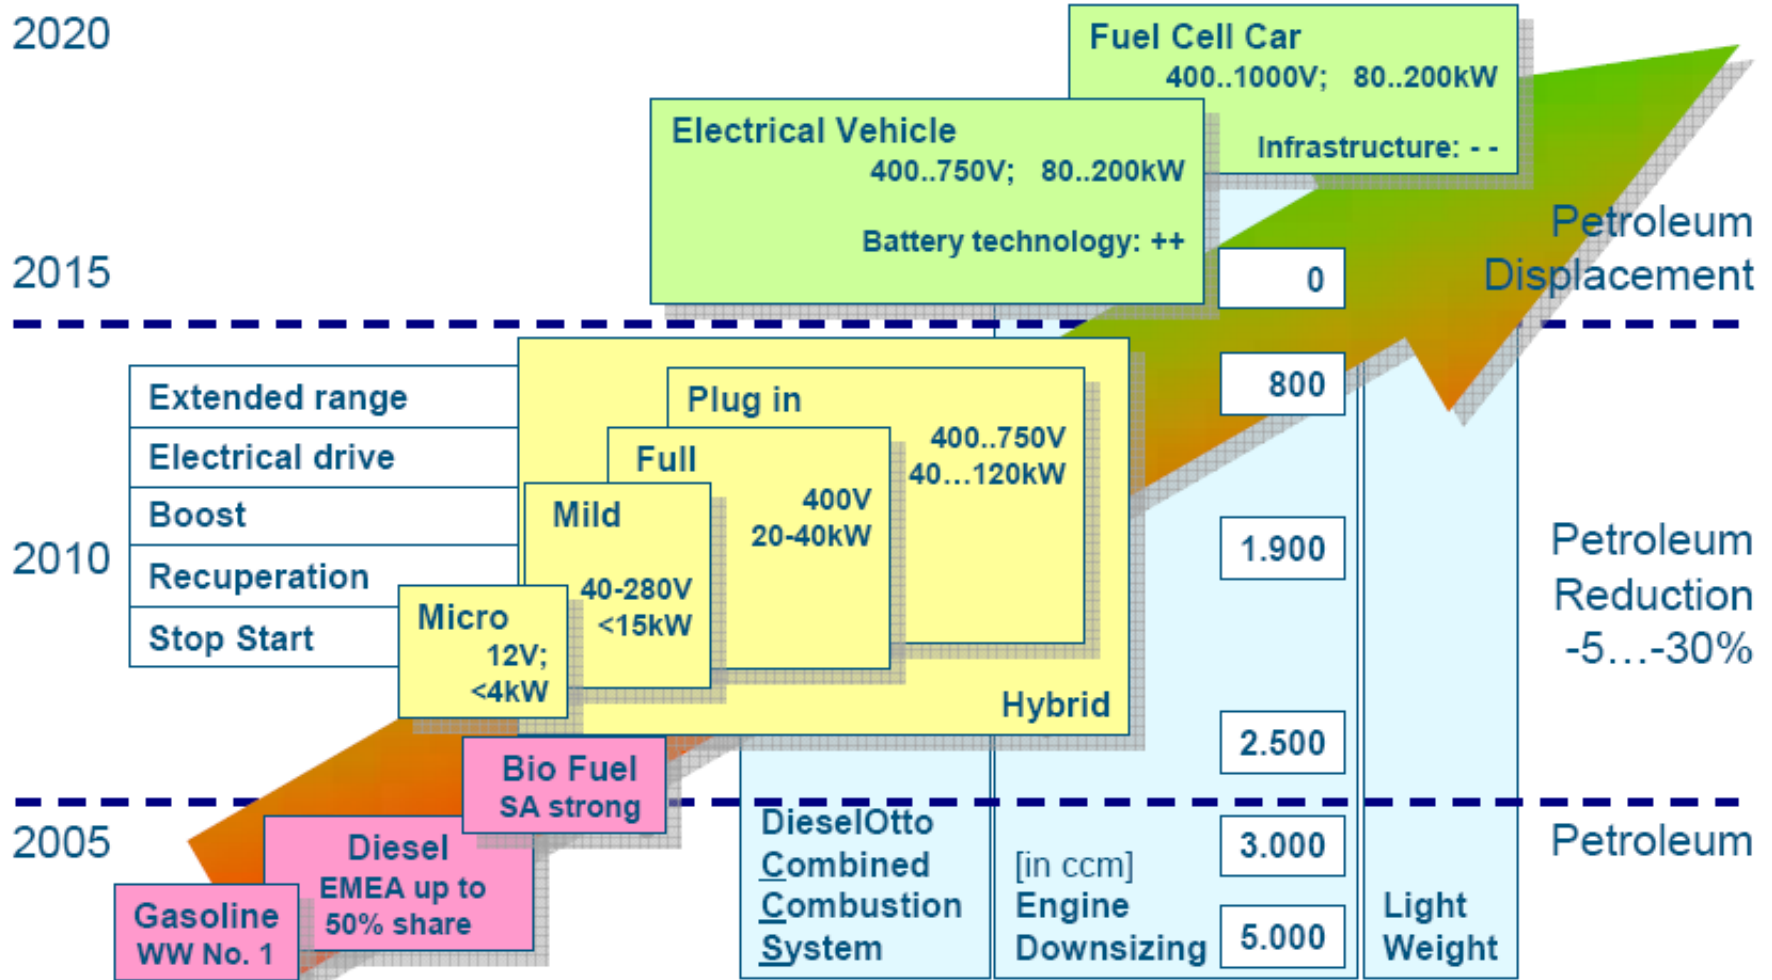 2020
Fuel Cell Car
400..1000V; 80..200kW
Infrastructure: - -
Electrical Vehicle
400..750V; 80..200kW
Battery technology: ++
2015
0
Petroleum
Displacement
Extended range
Electrical drive
Boost
Recuperation
Stop Start
2010
Plug in
400..750V
40...120kW
Full
400V
20-40kW
Mild
40-280V
<15kW
Micro
12V;
<4kW
Hybrid
800
1.900
2.500
Petroleum
Reduction
-5...-30%
Bio Fuel
SA strong
2005
Diesel
EMEA up to
50% share
Gasoline
WW No. 1
DieselOtto
Combined
Combustion
System
[in ccm]
Engine
Downsizing
3.000
5.000
Light
Weight
Petroleum